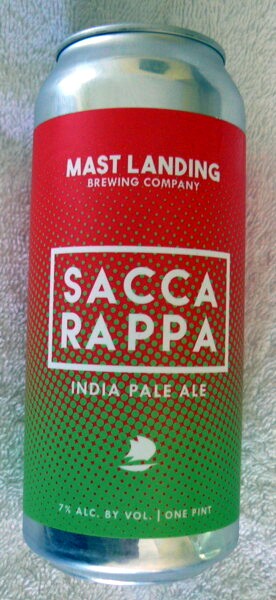 MAST LANDING
BREWING COMPANY
SACCA
RAPPA
INDIA PALE ALE
7% ALC. BY VOL. | ONE PINT